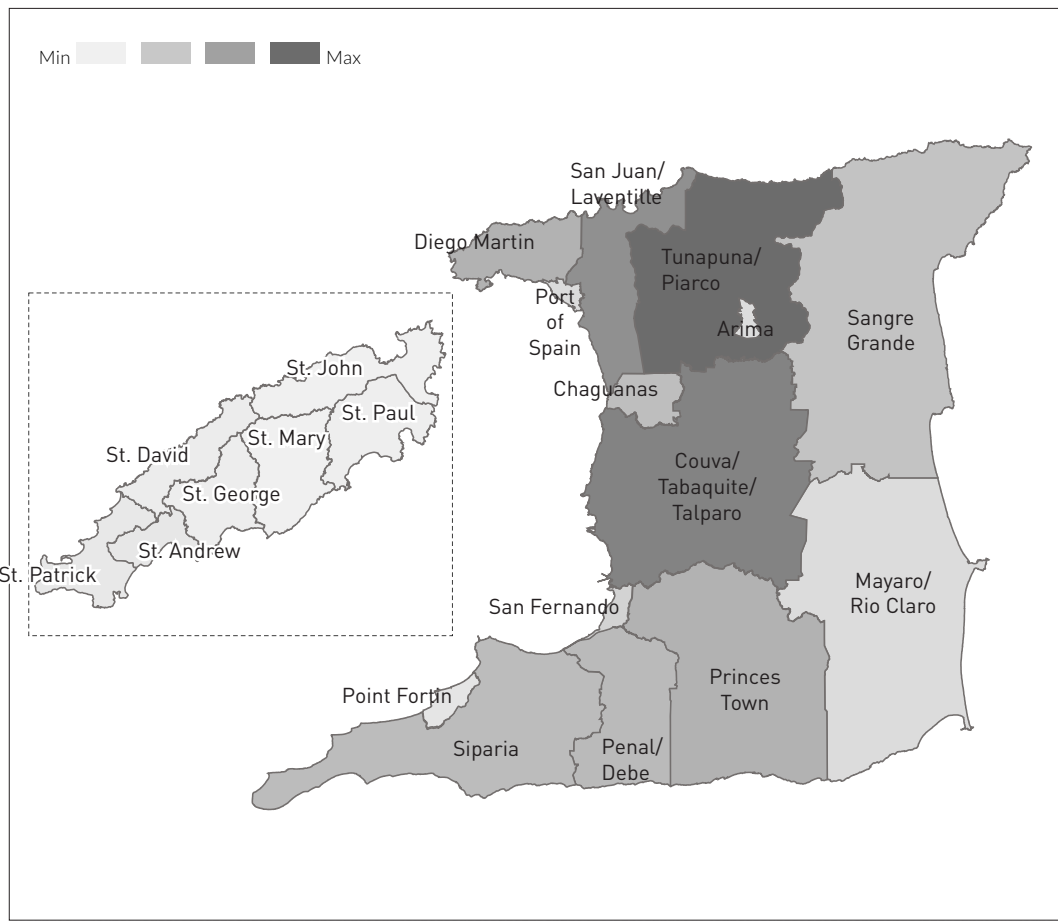 Min
Max
San Juan/
Laventille
Diego Martin
Tunapuna/
Piarco
Port
of
Spain
Arima
Sangre
Grande
Chaguanas
St. John
St. Paul
St. Mary
St. David
St. George
St. Andrew
St. Patrick
Couva/
Tabaquite/
Talparo
Mayaro/
Rio Claro
San Fernando
Princes
Town
Point Fortin
Siparia
Penal/
Debe